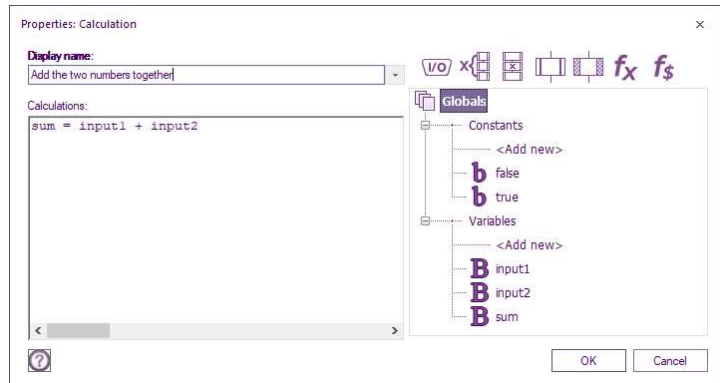 Properties: Calculation
×
Display name:
Add the two numbers together
Calculations:
sum = input1 + input2
I/O x{ x fx f$
Globals
Constants
<Add new>
b false
b true
Variables
<Add new>
B input1
B input2
B sum
?
OK
Cancel